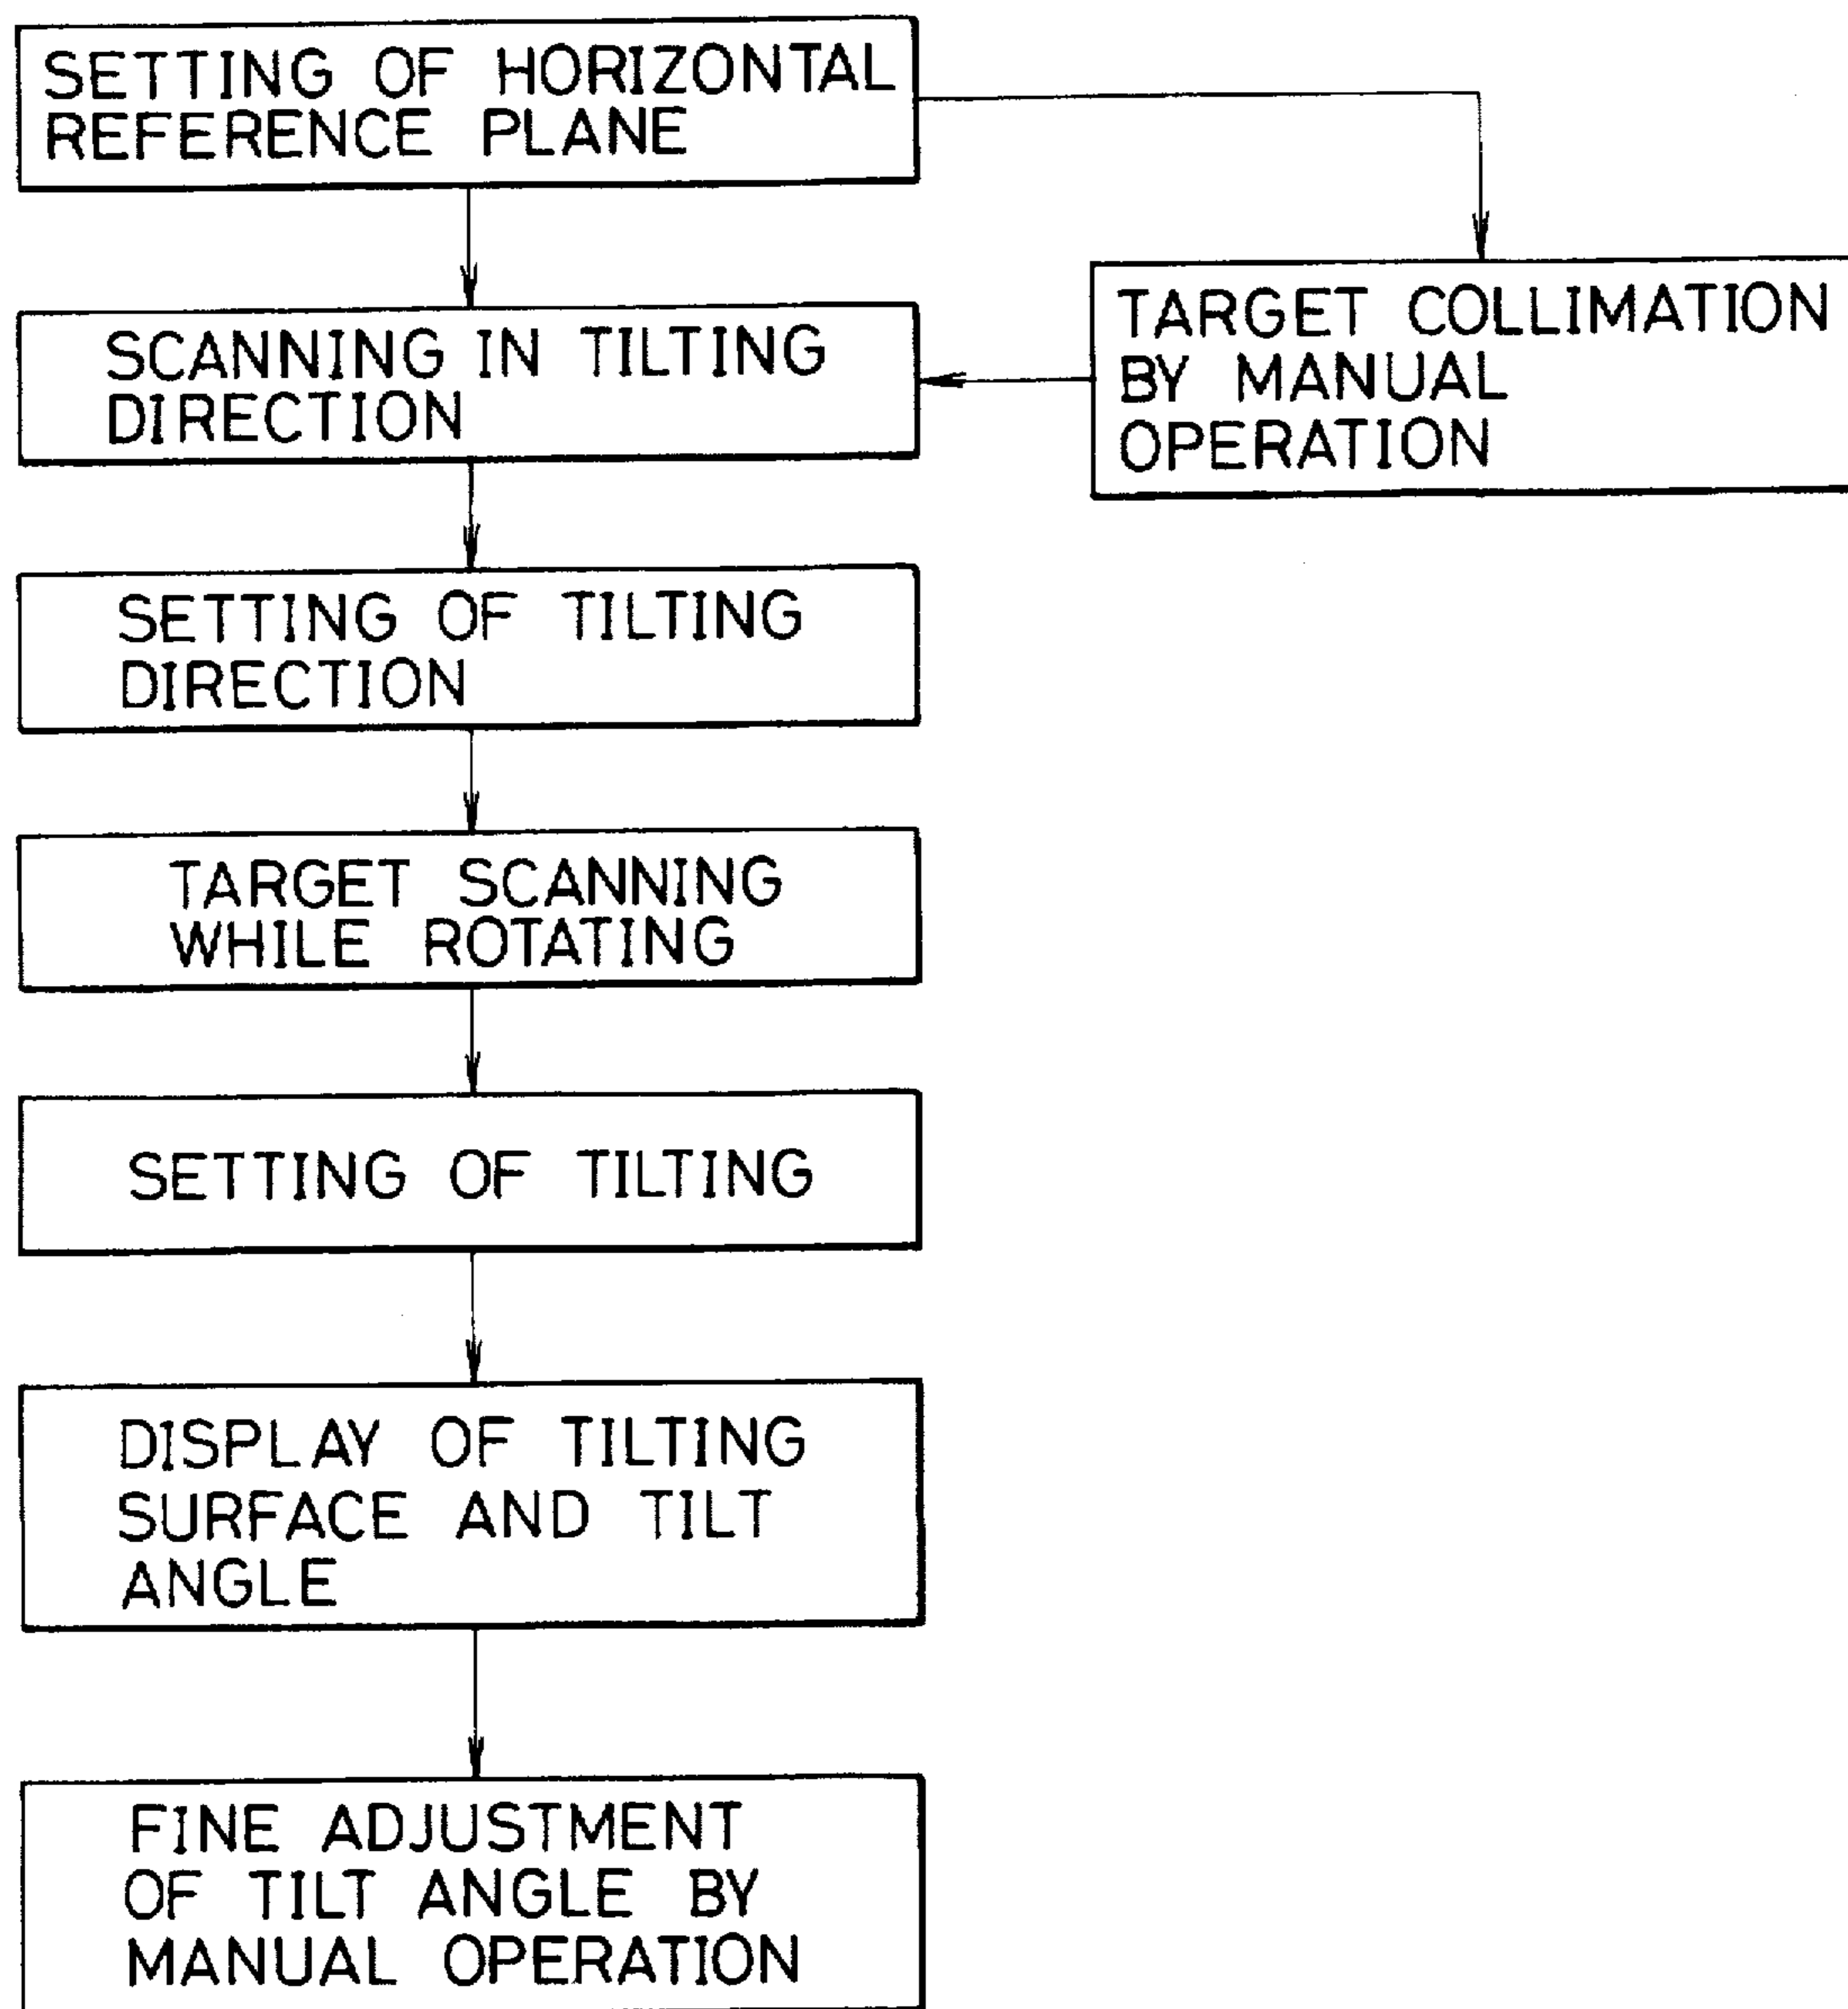 SETTING OF HORIZONTAL
REFERENCE PLANE
TARGET COLLIMATION
BY MANUAL
OPERATION
SCANNING IN TILTING
DIRECTION
SETTING OF TILTING
DIRECTION
TARGET SCANNING
WHILE ROTATING
SETTING OF TILTING
DISPLAY OF TILTING
SURFACE AND TILT
ANGLE
FINE ADJUSTMENT
OF TILT ANGLE BY
MANUAL OPERATION